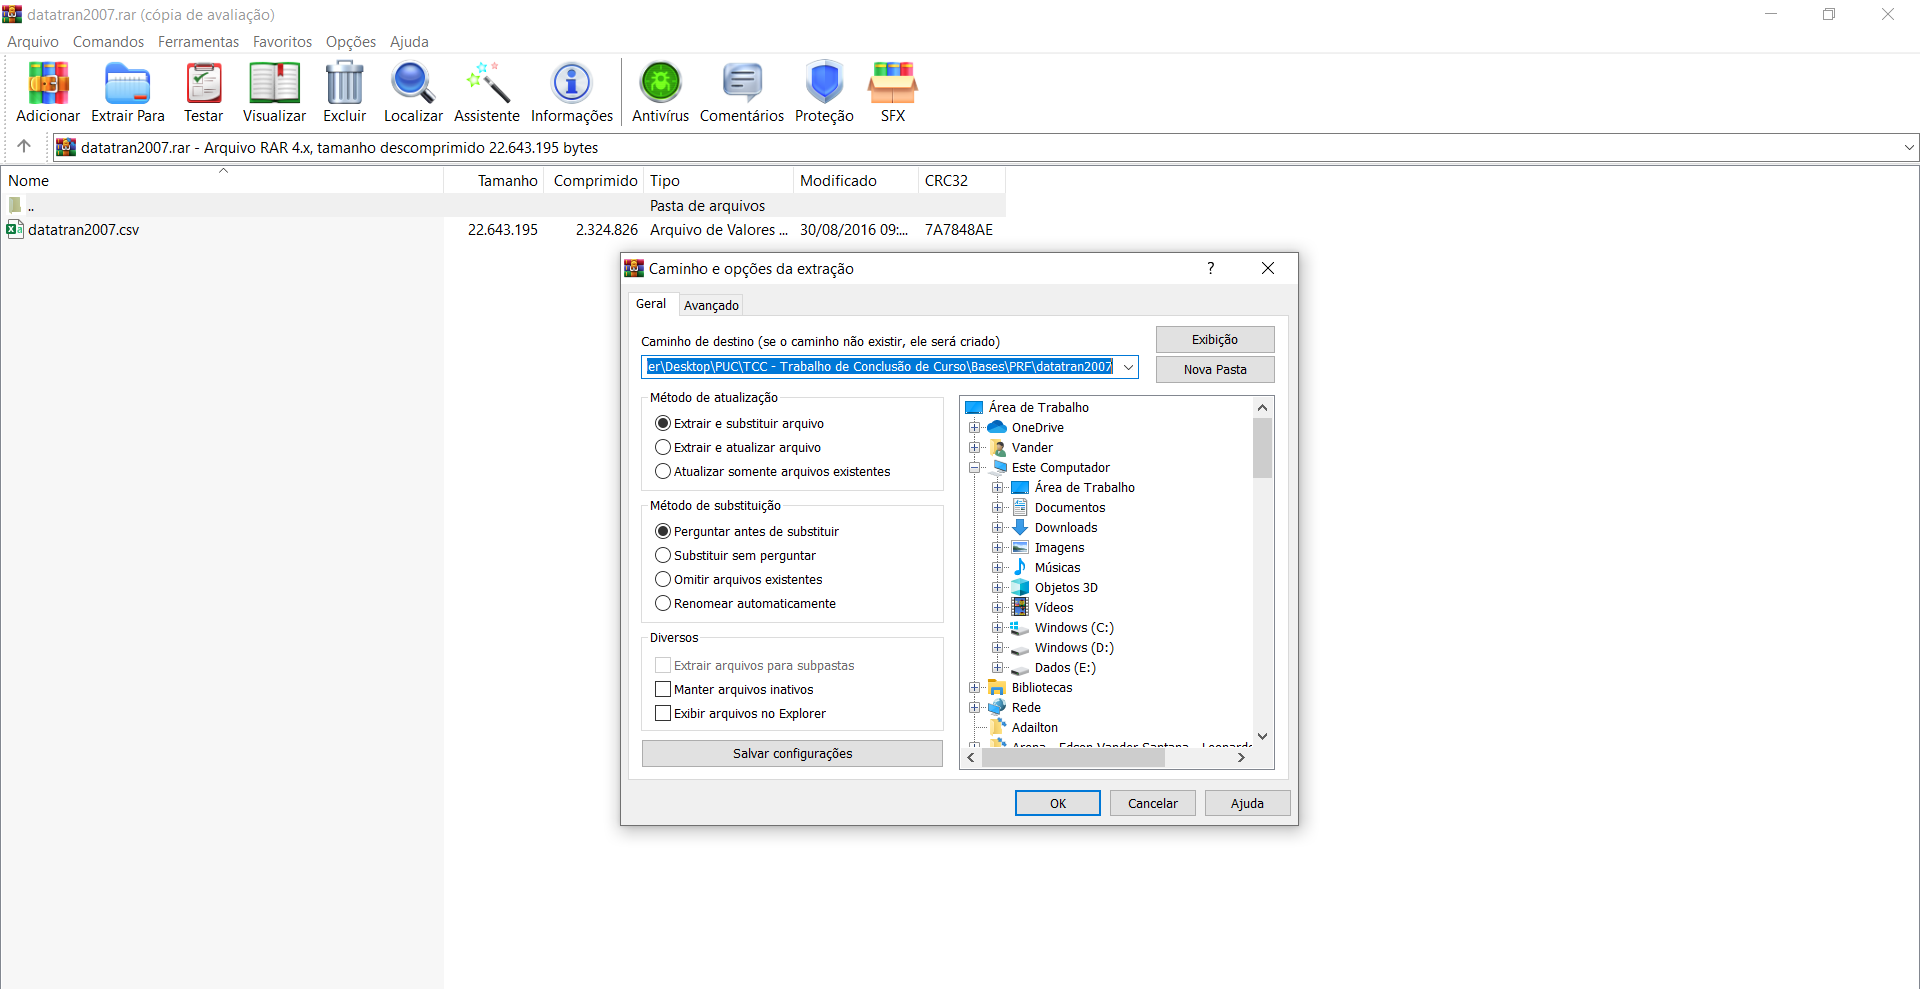 datatran2007.rar (cópia de avaliação)
Arquivo Comandos Ferramentas Favoritos Opções Ajuda
Adicionar Extrair Para Testar Visualizar Excluir Localizar Assistente Informações Antivírus Comentários Proteção SFX
datatran2007.rar - Arquivo RAR 4.x, tamanho descomprimido 22.643.195 bytes
Nome Tamanho Comprimido Tipo Modificado CRC32
.. Pasta de arquivos
datatran2007.csv 22.643.195 2.324.826 Arquivo de Valores ... 30/08/2016 09:... 7A7848AE
Caminho e opções da extração ?
Geral Avançado
Caminho de destino (se o caminho não existir, ele será criado)
er\Desktop\PUC\TCC - Trabalho de Conclusão de Curso\Bases\PRF\datatran2007
Exibição
Nova Pasta
Método de atualização
Extrair e substituir arquivo
Extrair e atualizar arquivo
Atualizar somente arquivos existentes
Método de substituição
Perguntar antes de substituir
Substituir sem perguntar
Omitir arquivos existentes
Renomear automaticamente
Diversos
Extrair arquivos para subpastas
Manter arquivos inativos
Exibir arquivos no Explorer
Salvar configurações
Área de Trabalho
OneDrive
Vander
Este Computador
Área de Trabalho
Documentos
Downloads
Imagens
Músicas
Objetos 3D
Vídeos
Windows (C:)
Windows (D:)
Dados (E:)
Bibliotecas
Rede
Adailton
Arena - Edson Vander Santana - Leonardo
OK Cancelar Ajuda